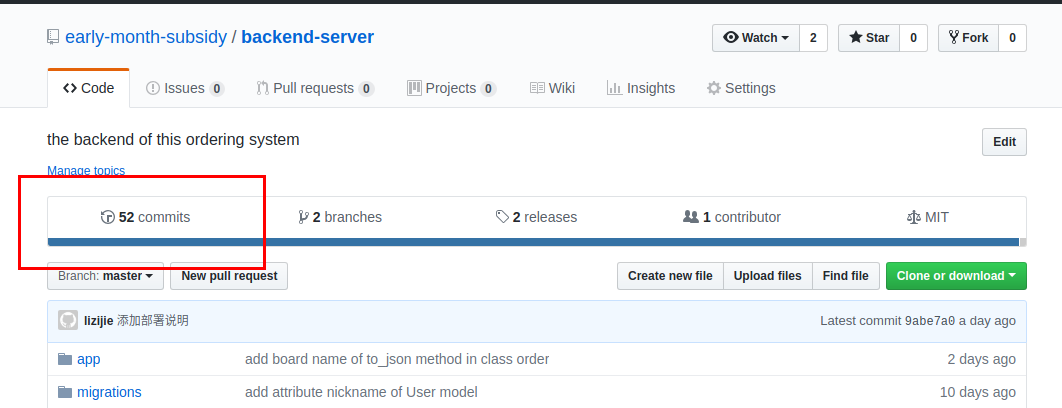 early-month-subsidy / backend-server
Watch 2 Star 0 Fork 0
Code Issues 0 Pull requests 0 Projects 0 Wiki Insights Settings
the backend of this ordering system
Edit
Manage topics
52 commits 2 branches 2 releases 1 contributor MIT
Branch: master New pull request Create new file Upload files Find file Clone or download
lizijie 添加部署说明 Latest commit 9abe7a0 a day ago
app add board name of to_json method in class order 2 days ago
migrations add attribute nickname of User model 10 days ago